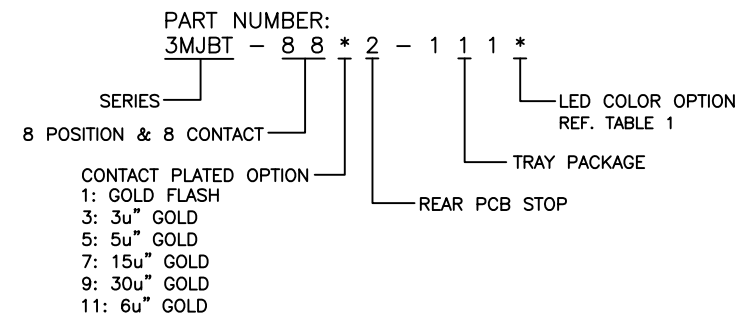 PART NUMBER:
3MJBT - 8 8 * 2 - 1 1 1 *
SERIES
LED COLOR OPTION
REF. TABLE 1
8 POSITION & 8 CONTACT
TRAY PACKAGE
CONTACT PLATED OPTION
1: GOLD FLASH
REAR PCB STOP
3: 3u" GOLD
5: 5u" GOLD
7: 15u" GOLD
9: 30u" GOLD
11: 6u" GOLD